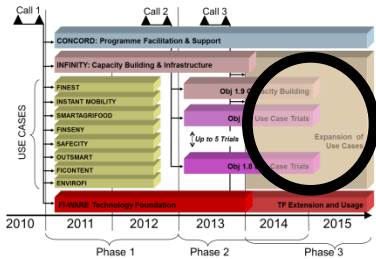 Call 1
Call 2
Call 3
CONCORD: Programme Facilitation & Support
INFINITY: Capacity Building & Infrastructure
USE CASES
FINEST
INSTANT MOBILITY
SMARTAGRIFOOD
FINSENY
SAFECITY
OUTSMART
FICONTENT
ENVIROFI
Obj 1.9 Capacity Building
Obj Use Case Trials
Up to 5 Trials
Obj 1.8 Use Case Trials
Expansion of
Use Cases
FI-WARE Technology Foundation
TF Extension and Usage
2010 2011 2012 2013 2014 2015
Phase 1 Phase 2 Phase 3